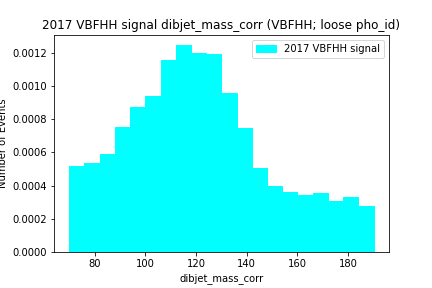 2017 VBFHH signal dibjet_mass_corr (VBFHH; loose pho_id)
2017 VBFHH signal
Number of Events
0.0012
0.0010
0.0008
0.0006
0.0004
0.0002
0.0000
80 100 120 140 160 180
dibjet_mass_corr